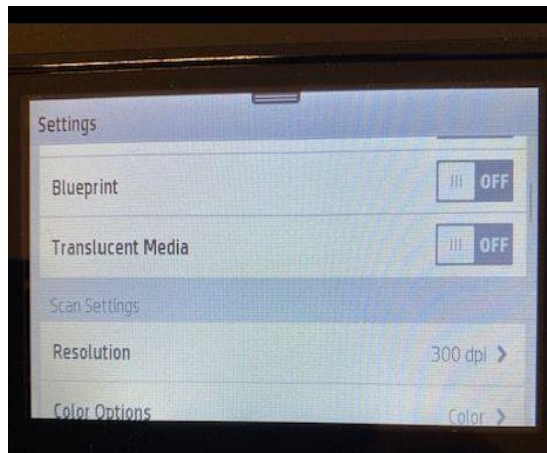 Settings
Blueprint OFF
Translucent Media OFF
Scan Settings
Resolution 300 dpi
Color Options Color